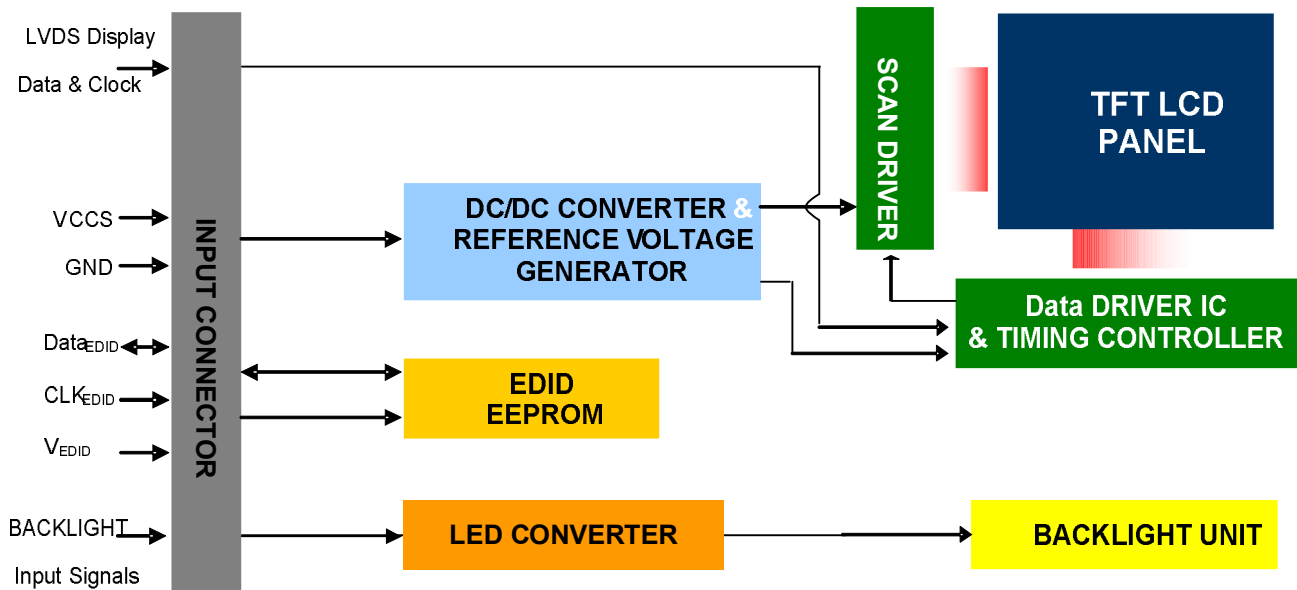 LVDS Display
Data & Clock
VCCS
GND
DataEDID
CLKEDID
VEDID
BACKLIGHT
Input Signals
INPUT CONNECTOR
DC/DC CONVERTER &
REFERENCE VOLTAGE
GENERATOR
EDID
EEPROM
LED CONVERTER
SCAN DRIVER
TFT LCD
PANEL
Data DRIVER IC
& TIMING CONTROLLER
BACKLIGHT UNIT